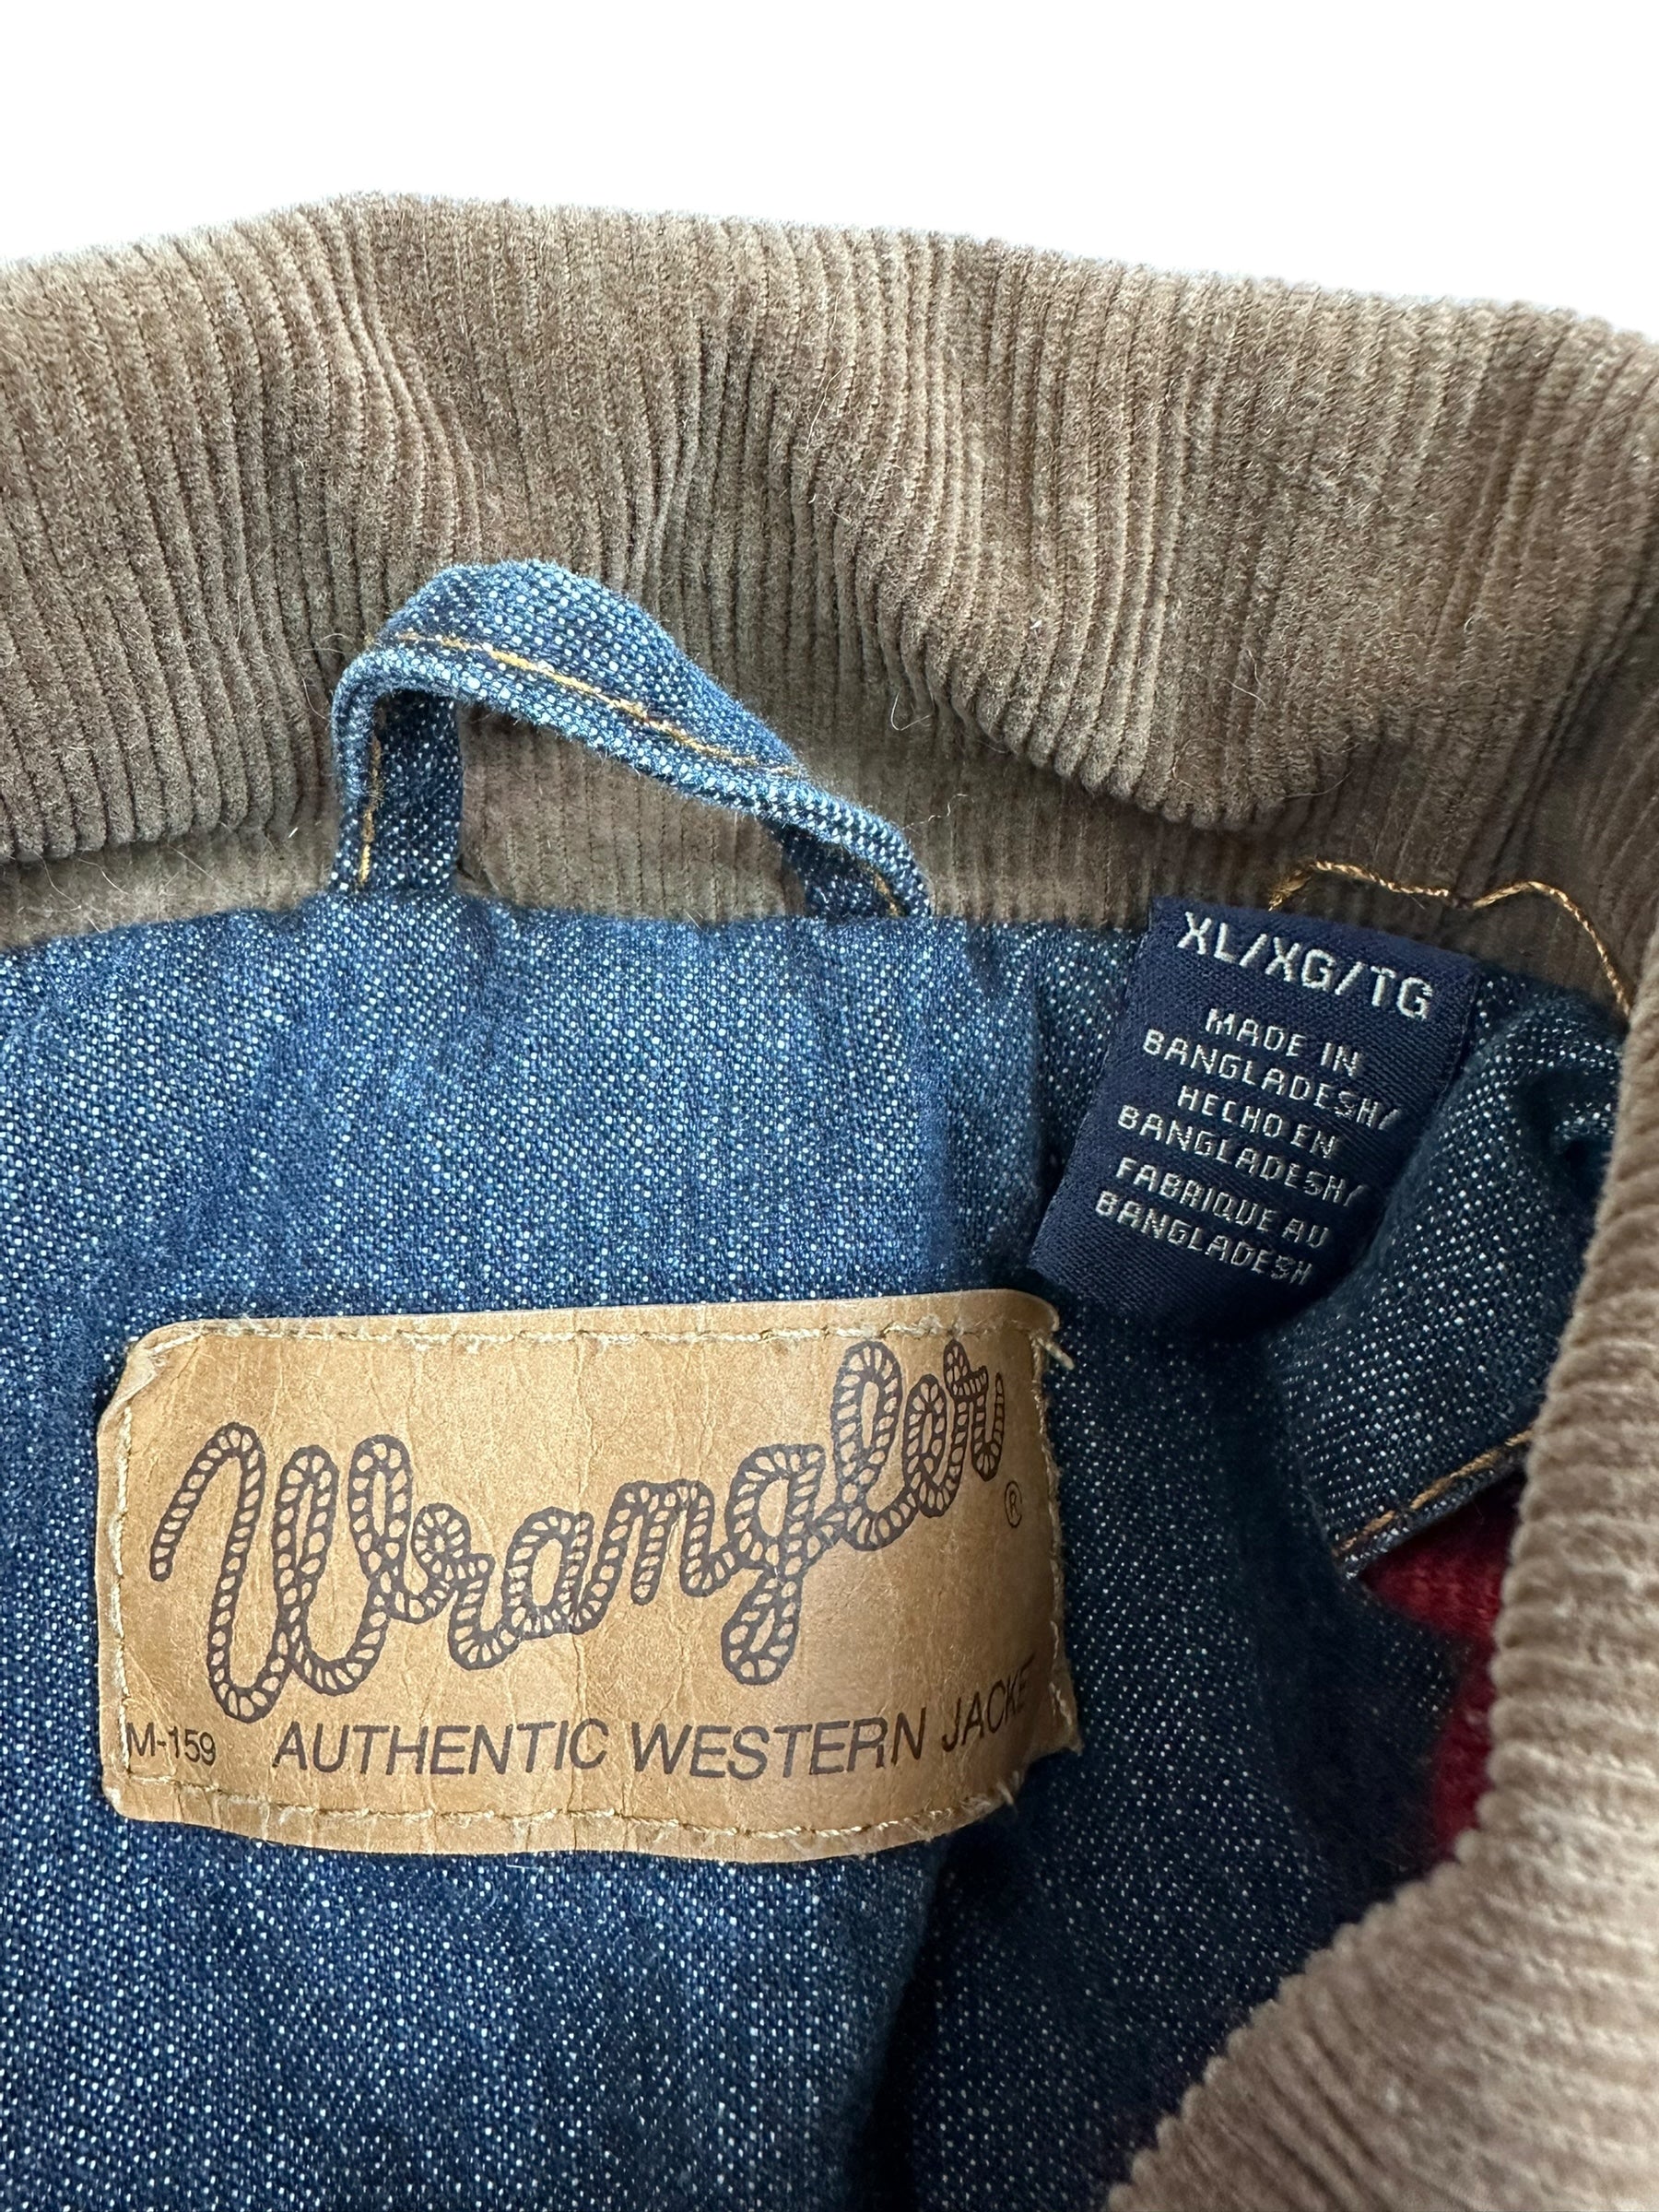 XL/XG/TG
MADE IN
BANGLADESH/
HECHO EN
BANGLADESH/
FABRIQUE AU
BANGLADESH
Wrangler®
M-159 AUTHENTIC WESTERN JACKE